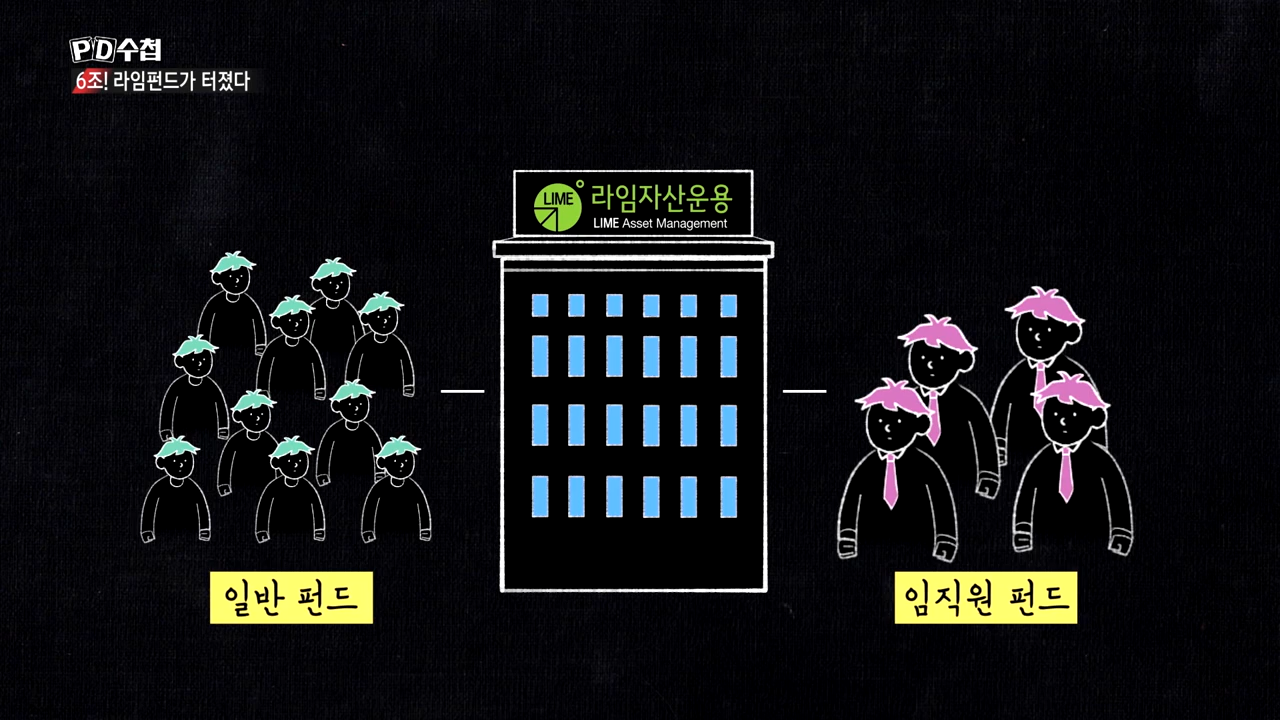 PD수첩
6조! 라임펀드가 터졌다
LIME 라임자산운용
LIME Asset Management
일반 펀드
임직원 펀드